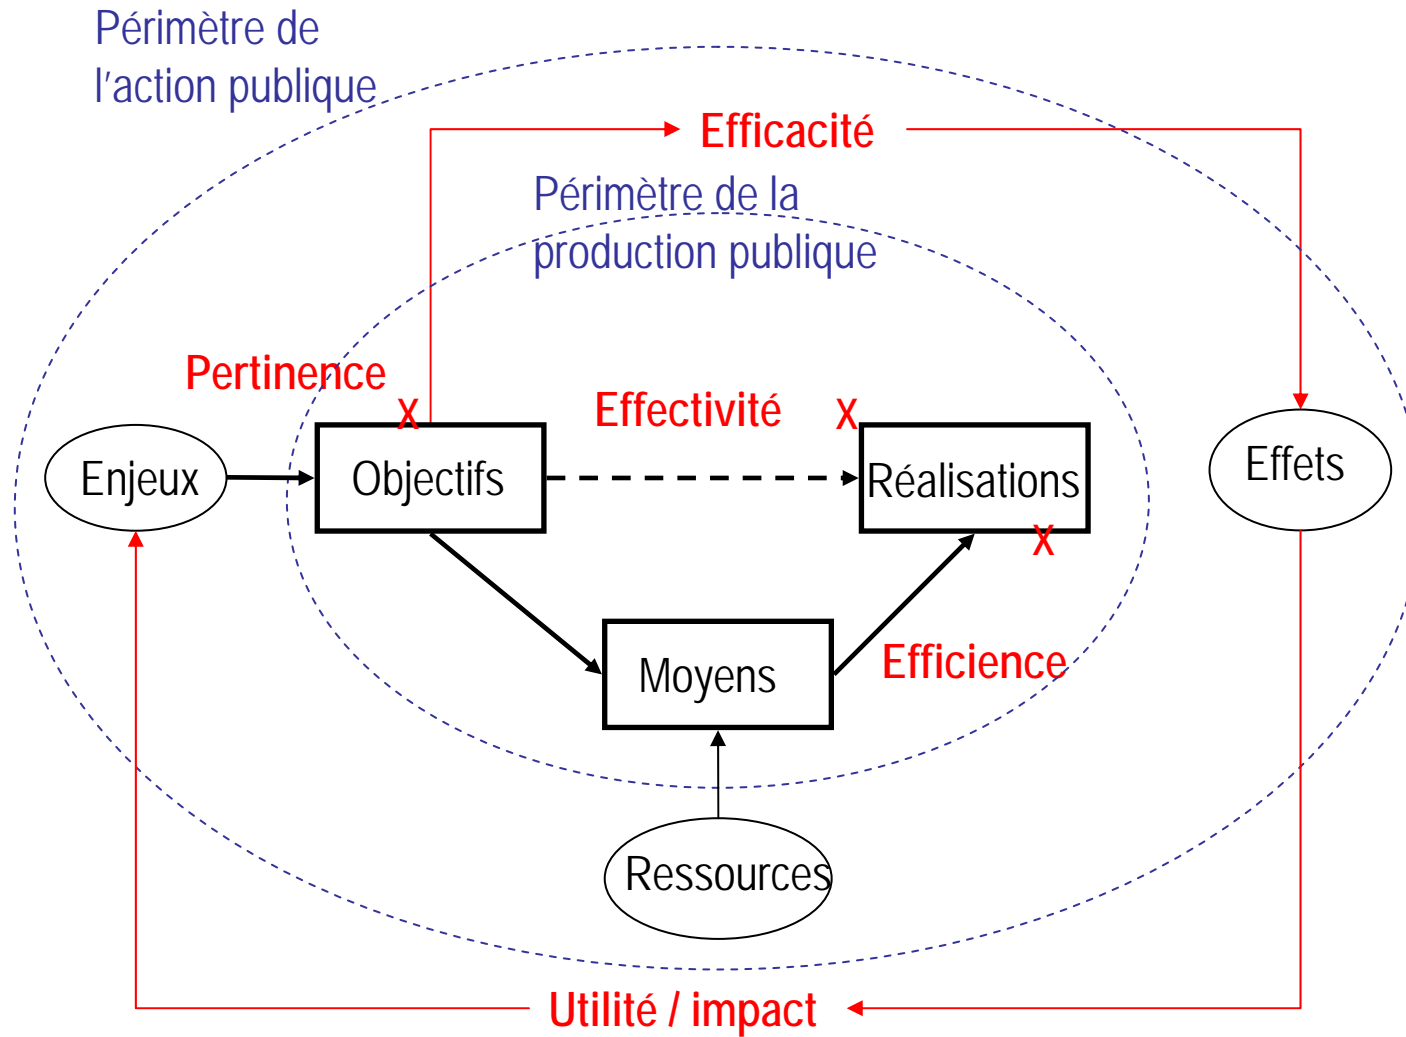 Périmètre de
l'action publique
Efficacité
Périmètre de la
production publique
Pertinence
X
Effectivité
X
Enjeux
Objectifs
Réalisations
Effets
X
Moyens
Efficience
Ressources
Utilité / impact